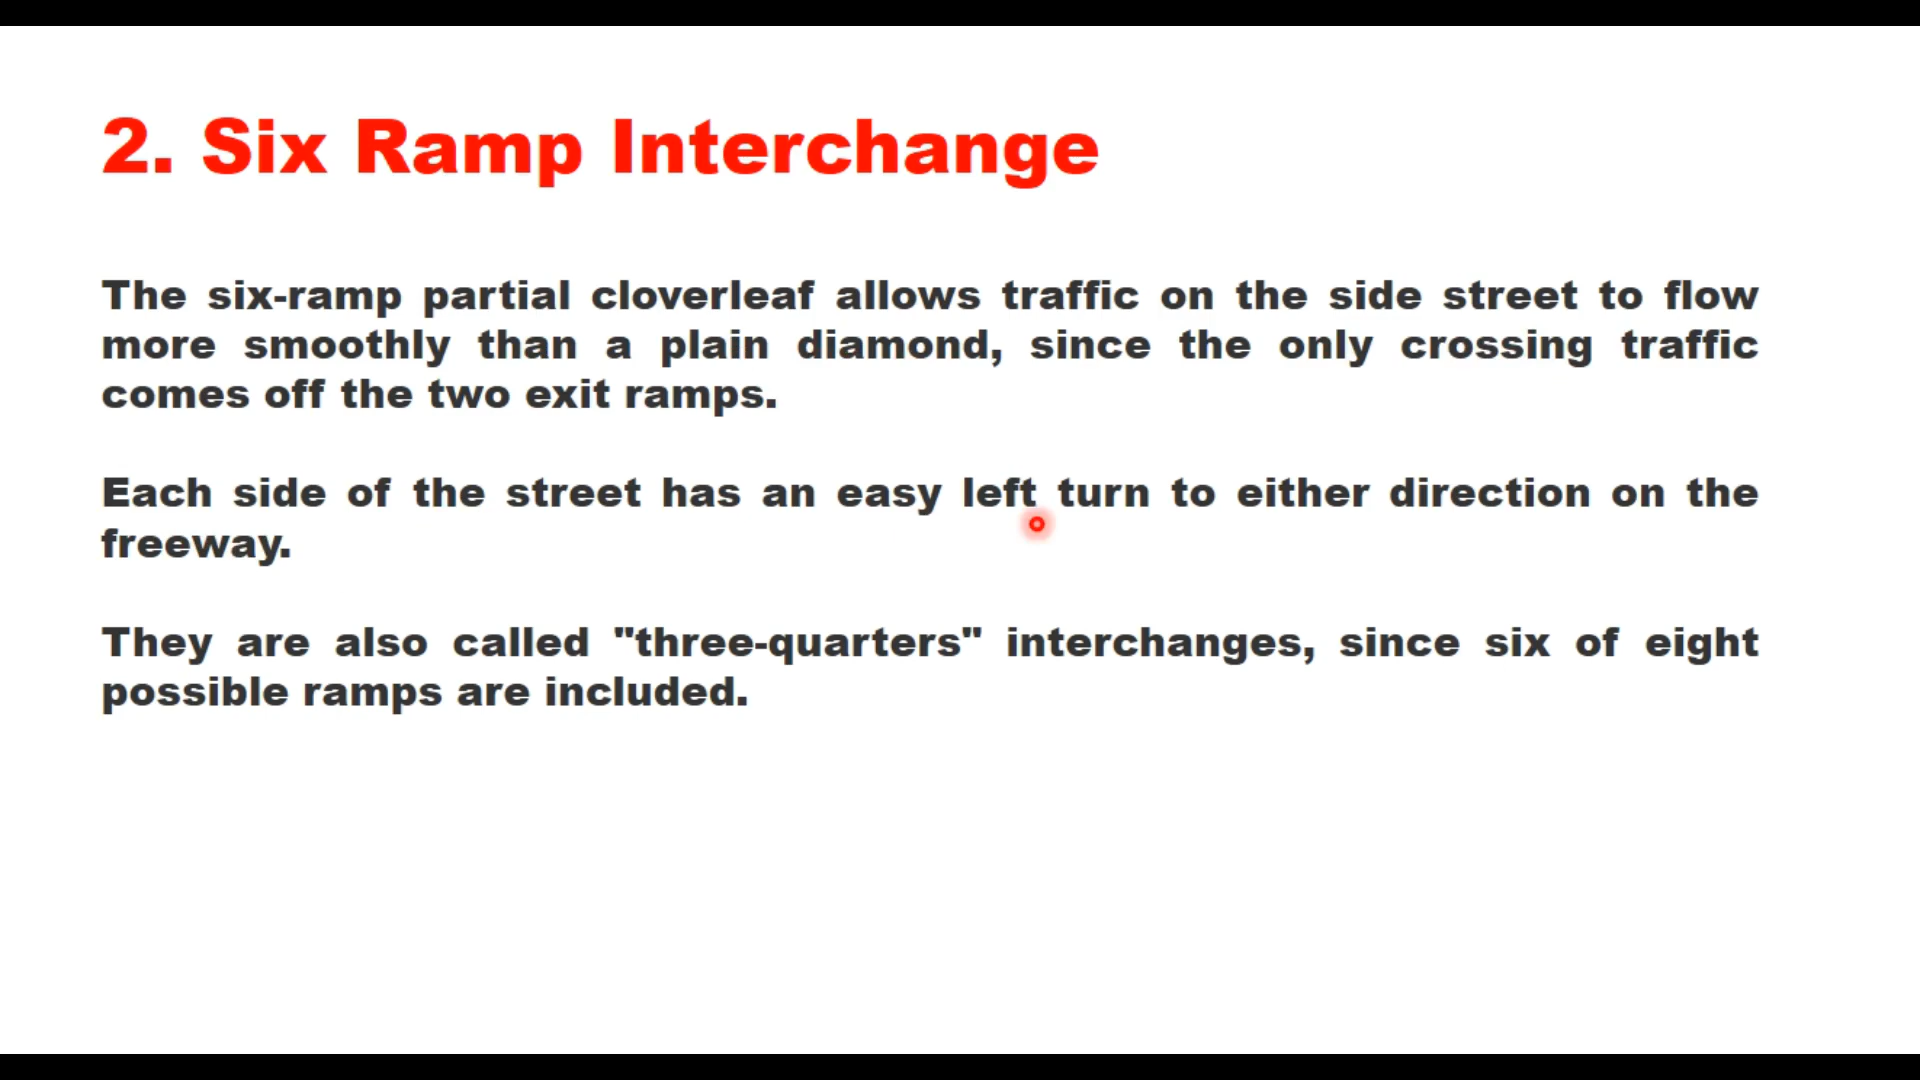 2. Six Ramp Interchange
The six-ramp partial cloverleaf allows traffic on the side street to flow
more smoothly than a plain diamond, since the only crossing traffic
comes off the two exit ramps.
Each side of the street has an easy left turn to either direction on the
freeway.
They are also called "three-quarters" interchanges, since six of eight
possible ramps are included.